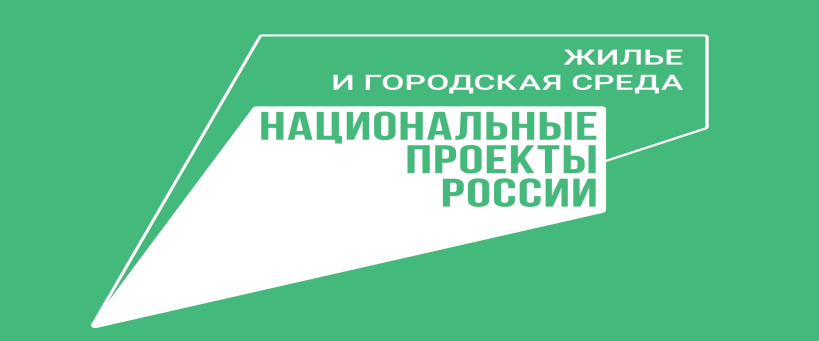 ЖИЛЬЕ
И ГОРОДСКАЯ СРЕДА
НАЦИОНАЛЬНЫЕ
ПРОЕКТЫ
РОССИИ